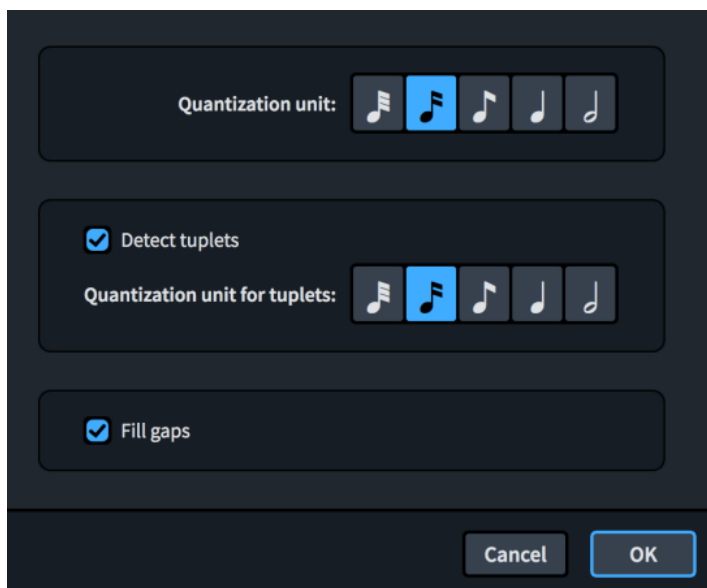 Quantization unit:
Detect tuplets
Quantization unit for tuplets:
Fill gaps
Cancel OK